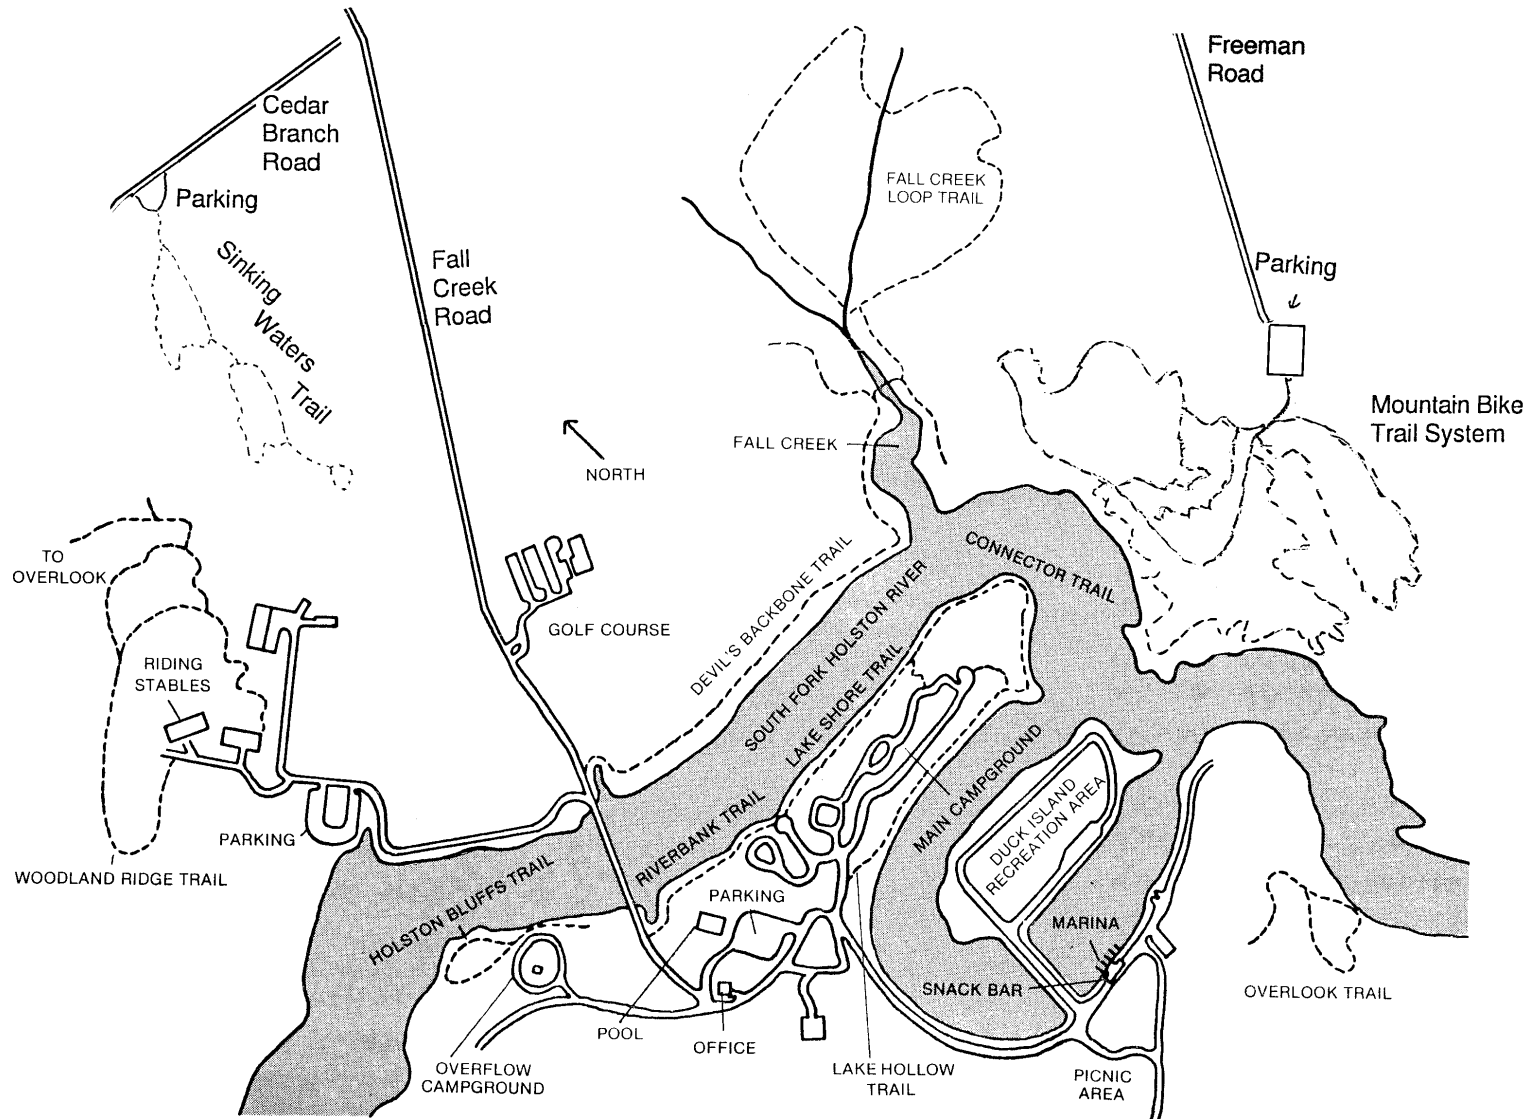 Freeman
Road
Cedar
Branch
Road
Parking
FALL CREEK
LOOP TRAIL
Sinking
Waters
Trail
Fall
Creek
Road
Parking
Mountain Bike
Trail System
FALL CREEK
NORTH
TO
OVERLOOK
CONNECTOR TRAIL
DEVIL'S BACKBONE TRAIL
SOUTH FORK HOLSTON RIVER
GOLF COURSE
LAKE SHORE TRAIL
RIDING
STABLES
MAIN CAMPGROUND
DUCK ISLAND
RECREATION AREA
RIVERBANK TRAIL
PARKING
WOODLAND RIDGE TRAIL
HOLSTON BLUFFS TRAIL
PARKING
MARINA
SNACK BAR
OVERLOOK TRAIL
POOL
OFFICE
OVERFLOW
CAMPGROUND
LAKE HOLLOW
TRAIL
PICNIC
AREA